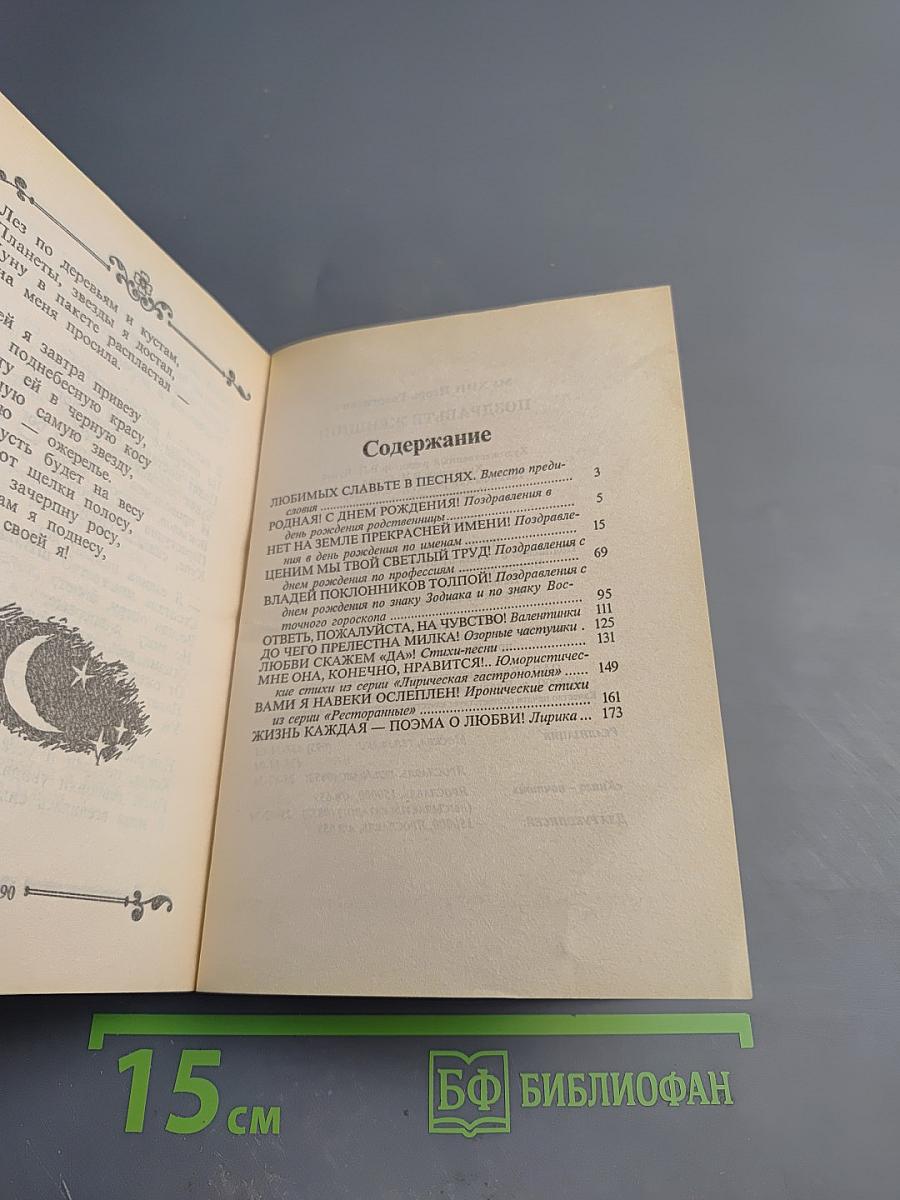 Лез по деревьям и кустам,
Планеты, звезды я достал,
в пакете распластал —
на меня просила.
ей я завтра привезу
поднебесную красу,
ей в черную косу
самую звезду,
ю — ожерелье.
усть будет на весу
от щелки полосу,
зачерпну росу,
ам я поднесу,
своей я!
90
Содержание
ЛЮБИМЫХ СЛАВЬТЕ В ПЕСНЯХ. Вместо преди-
словия ........ 3
РОДНАЯ! С ДНЕМ РОЖДЕНИЯ! Поздравления в
день рождения родственницы ........ 5
НЕТ НА ЗЕМЛЕ ПРЕКРАСНЕЙ ИМЕНИ! Поздравле-
ния в день рождения по именам ........ 15
ЦЕНИМ МЫ ТВОЙ СВЕТЛЫЙ ТРУД! Поздравления с
днем рождения по профессиям ........ 69
ВЛАДЕЙ ПОКЛОННИКОВ ТОЛПОЙ! Поздравления с
днем рождения по знаку Зодиака и по знаку Вос-
точного гороскопа ........ 95
ОТВЕТЬ, ПОЖАЛУЙСТА, НА ЧУВСТВО! Валентинки 111
ДО ЧЕГО ПРЕЛЕСТНА МИЛКА! Озорные частушки . 125
ЛЮБВИ СКАЖЕМ «ДА»! Стихи-песни ........ 131
МНЕ ОНА, КОНЕЧНО, НРАВИТСЯ!.. Юмористичес-
кие стихи из серии «Лирическая гастрономия» ...... 149
ВАМИ Я НАВЕКИ ОСЛЕПЛЕН! Иронические стихи
из серии «Ресторанные» ........ 161
ЖИЗНЬ КАЖДАЯ — ПОЭМА О ЛЮБВИ! Лирика ... 173
15 см
БФ БИБЛИОФАН